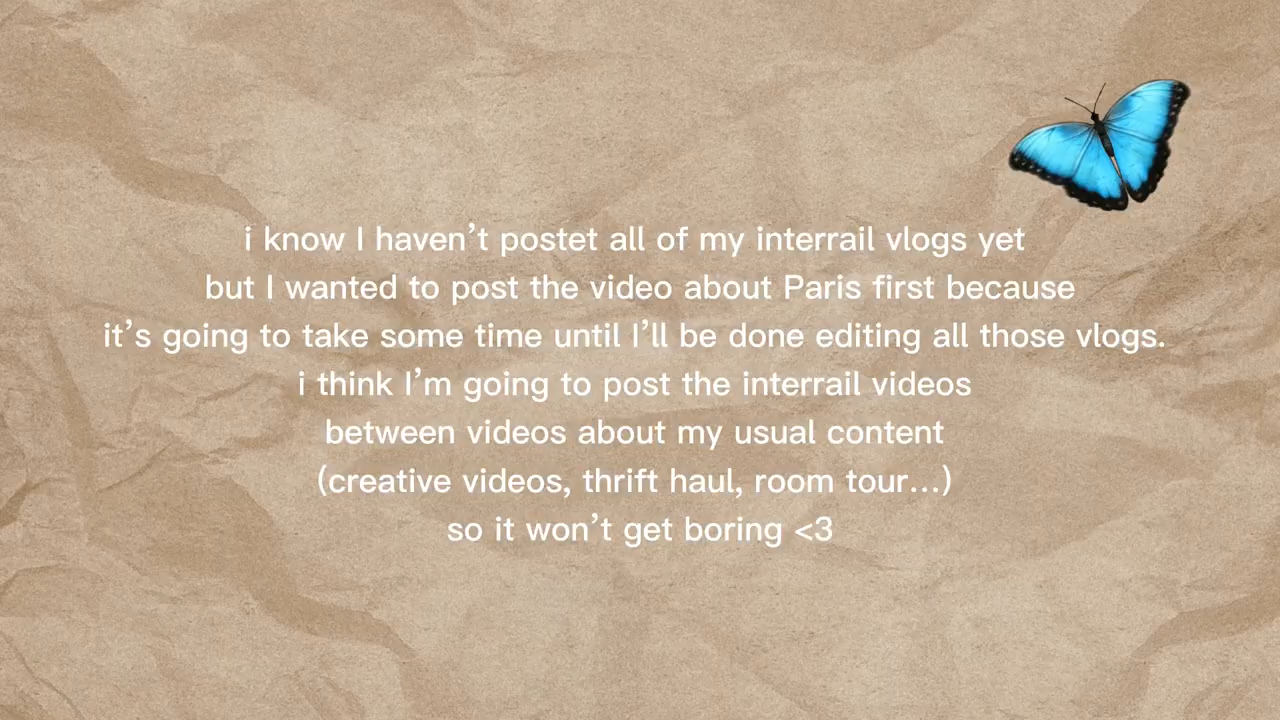 i know I haven't postet all of my interrail vlogs yet
but I wanted to post the video about Paris first because
it's going to take some time until I'll be done editing all those vlogs.
i think I'm going to post the interrail videos
between videos about my usual content
(creative videos, thrift haul, room tour...)
so it won't get boring <3